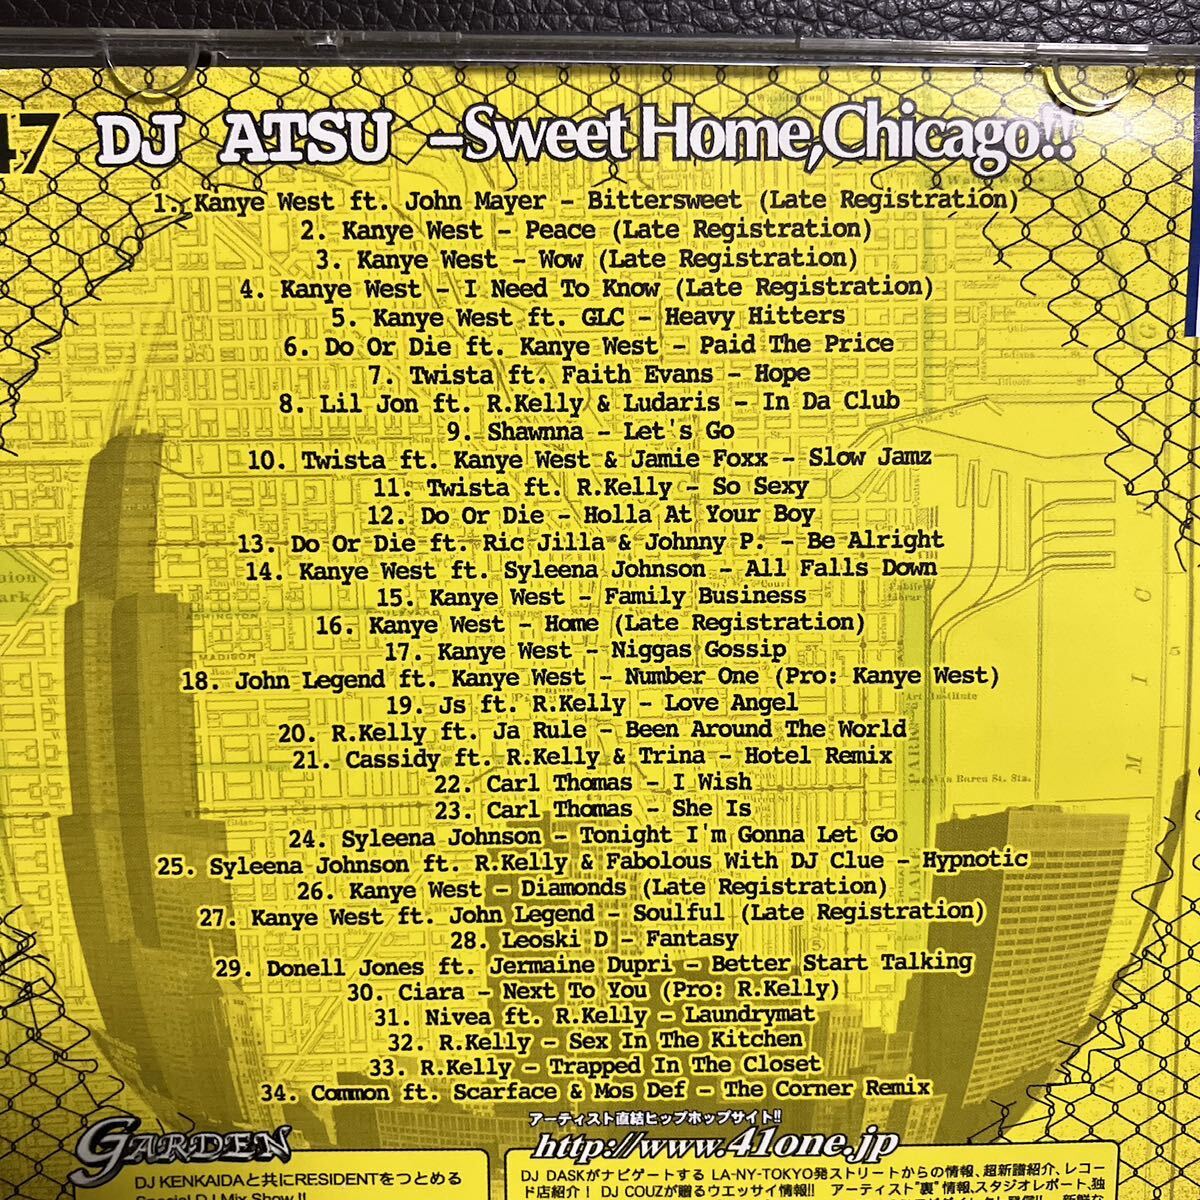 47 DJ ATSU -Sweet Home,Chicago!!
1. Kanye West ft. John Mayer - Bittersweet (Late Registration)
2. Kanye West - Peace (Late Registration)
3. Kanye West - Wow (Late Registration)
4. Kanye West - I Need To Know (Late Registration)
5. Kanye West ft. GLC - Heavy Hitters
6. Do Or Die ft. Kanye West - Paid The Price
7. Twista ft. Faith Evans - Hope
8. Lil Jon ft. R.Kelly & Ludaris - In Da Club
9. Shawnna - Let's Go
10. Twista ft. Kanye West & Jamie Foxx - Slow Jamz
11. Twista ft. R.Kelly - So Sexy
12. Do Or Die - Holla At Your Boy
13. Do Or Die ft. Ric Jilla & Johnny P. - Be Alright
14. Kanye West ft. Syleena Johnson - All Falls Down
15. Kanye West - Family Business
16. Kanye West - Home (Late Registration)
17. Kanye West - Niggas Gossip
18. John Legend ft. Kanye West - Number One (Pro: Kanye West)
19. Js ft. R.Kelly - Love Angel
20. R.Kelly ft. Ja Rule - Been Around The World
21. Cassidy ft. R.Kelly & Trina - Hotel Remix
22. Carl Thomas - I Wish
23. Carl Thomas - She Is
24. Syleena Johnson - Tonight I'm Gonna Let Go
25. Syleena Johnson ft. R.Kelly & Fabolous With DJ Clue - Hypnotic
26. Kanye West - Diamonds (Late Registration)
27. Kanye West ft. John Legend - Soulful (Late Registration)
28. Leoski D - Fantasy
29. Donell Jones ft. Jermaine Dupri - Better Start Talking
30. Ciara - Next To You (Pro: R.Kelly)
31. Nivea ft. R.Kelly - Laundrymat
32. R.Kelly - Sex In The Kitchen
33. R.Kelly - Trapped In The Closet
34. Common ft. Scarface & Mos Def - The Corner Remix
GARDEN
DJ KENKAIDAと共にRESIDENTをつとめる
Special DJ Mix Show !!
アーティスト直結ヒップホップサイト!!
http://www.41one.jp
DJ DASKがナビゲートする LA-NY-TOKYO発ストリートからの情報、超新譜紹介、レコー
ド店紹介！ DJ COUZが贈るウエッサイ情報!! アーティスト"裏"情報、スタジオレポート、独